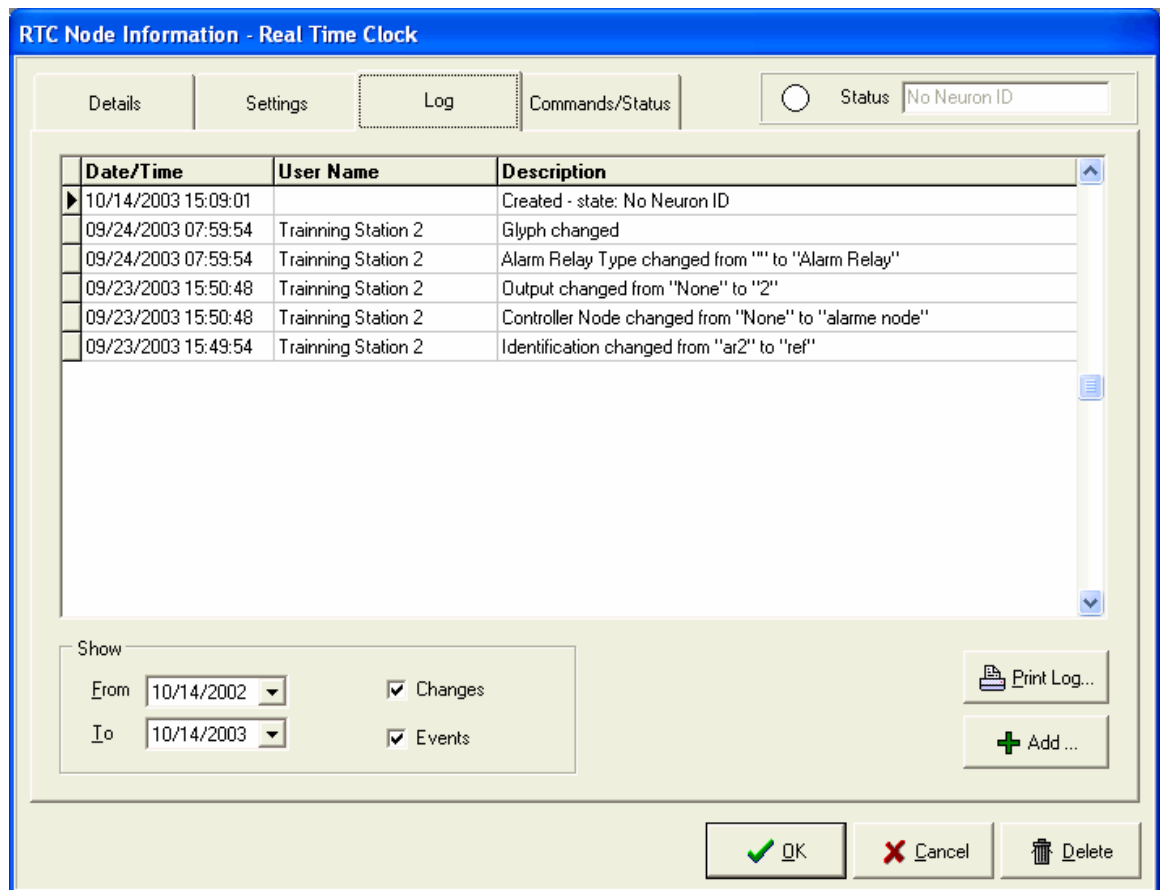 RTC Node Information - Real Time Clock
Details Settings Log Commands/Status Status No Neuron ID
Date/Time User Name Description
10/14/2003 15:09:01 Created - state: No Neuron ID
09/24/2003 07:59:54 Trainning Station 2 Glyph changed
09/24/2003 07:59:54 Trainning Station 2 Alarm Relay Type changed from "" to "Alarm Relay"
09/23/2003 15:50:48 Trainning Station 2 Output changed from "None" to "2"
09/23/2003 15:50:48 Trainning Station 2 Controller Node changed from "None" to "alarme node"
09/23/2003 15:49:54 Trainning Station 2 Identification changed from "ar2" to "ref"
Show
From 10/14/2002 Changes
To 10/14/2003 Events
Print Log...
Add ...
OK Cancel Delete